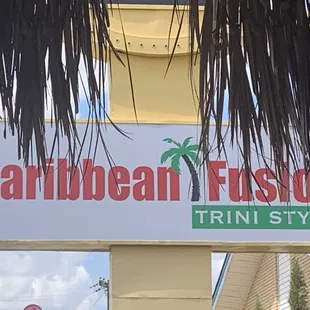 aribbean Fusio
TRINI STY